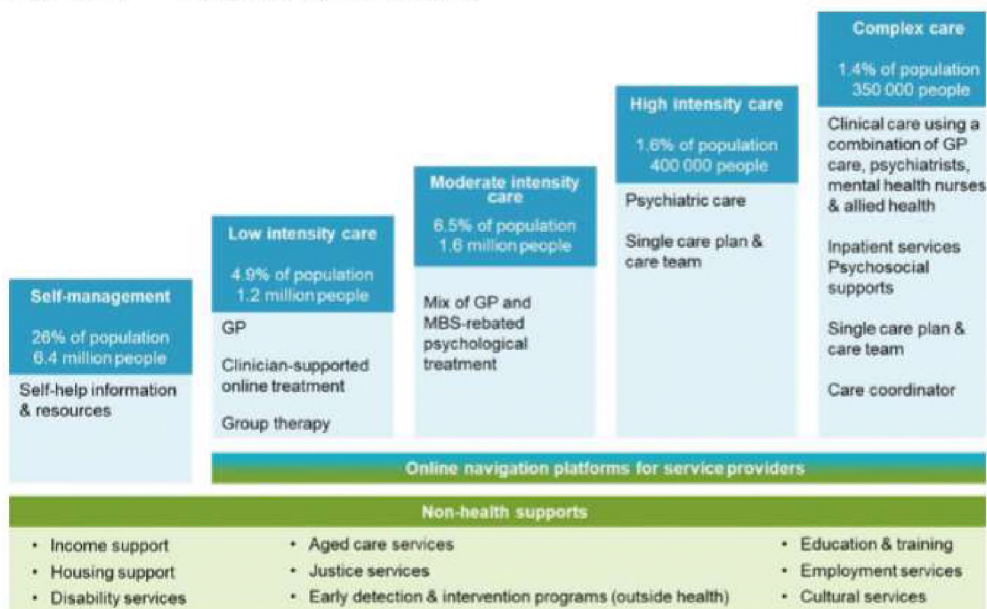 Complex care
1.4% of population
350 000 people
Clinical care using a
combination of GP
care, psychiatrists,
mental health nurses
& allied health
Inpatient services
Psychosocial
supports
Single care plan &
care team
Care coordinator
High intensity care
1.6% of population
400 000 people
Psychiatric care
Single care plan &
care team
Moderate intensity
care
6.5% of population
1.6 million people
Mix of GP and
MBS-rebated
psychological
treatment
Low intensity care
4.9% of population
1.2 million people
GP
Clinician-supported
online treatment
Group therapy
Self-management
26% of population
6.4 million people
Self-help information
& resources
Online navigation platforms for service providers
Non-health supports
• Income support
• Housing support
• Disability services
• Aged care services
• Justice services
• Early detection & intervention programs (outside health)
• Education & training
• Employment services
• Cultural services